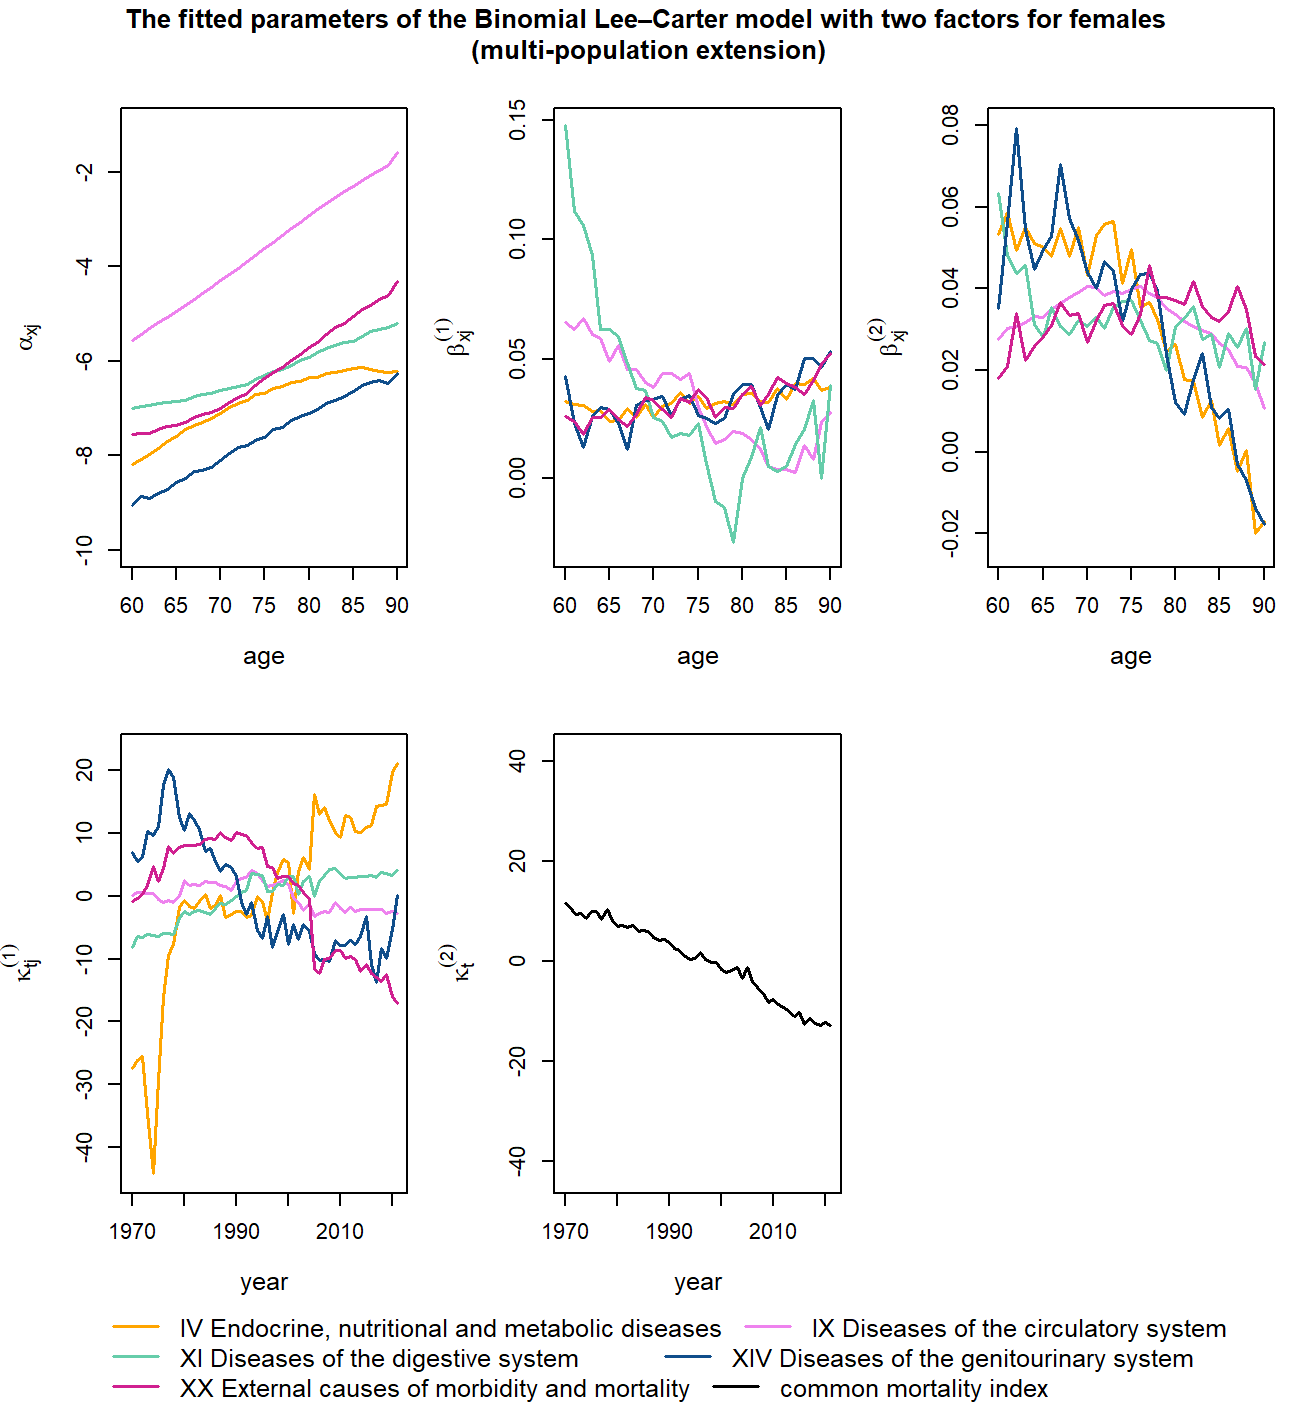 The fitted parameters of the Binomial Lee–Carter model with two factors for females
(multi-population extension)
αxj
-2
-4
-6
-8
-10
60 65 70 75 80 85 90
age
βxj(1)
0.15
0.10
0.05
0.00
60 65 70 75 80 85 90
age
βxj(2)
0.08
0.06
0.04
0.02
0.00
-0.02
60 65 70 75 80 85 90
age
κtj(1)
20
10
0
-10
-20
-30
-40
1970 1990 2010
year
κt(2)
40
20
0
-20
-40
1970 1990 2010
year
IV Endocrine, nutritional and metabolic diseases IX Diseases of the circulatory system
XI Diseases of the digestive system XIV Diseases of the genitourinary system
XX External causes of morbidity and mortality common mortality index